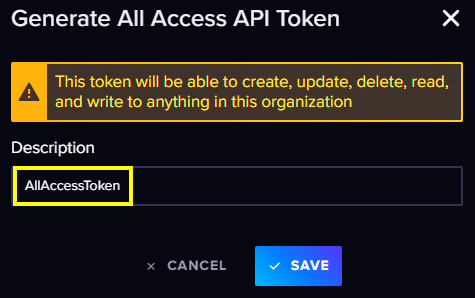 Generate All Access API Token
This token will be able to create, update, delete, read,
and write to anything in this organization
Description
AllAccessToken
CANCEL
SAVE